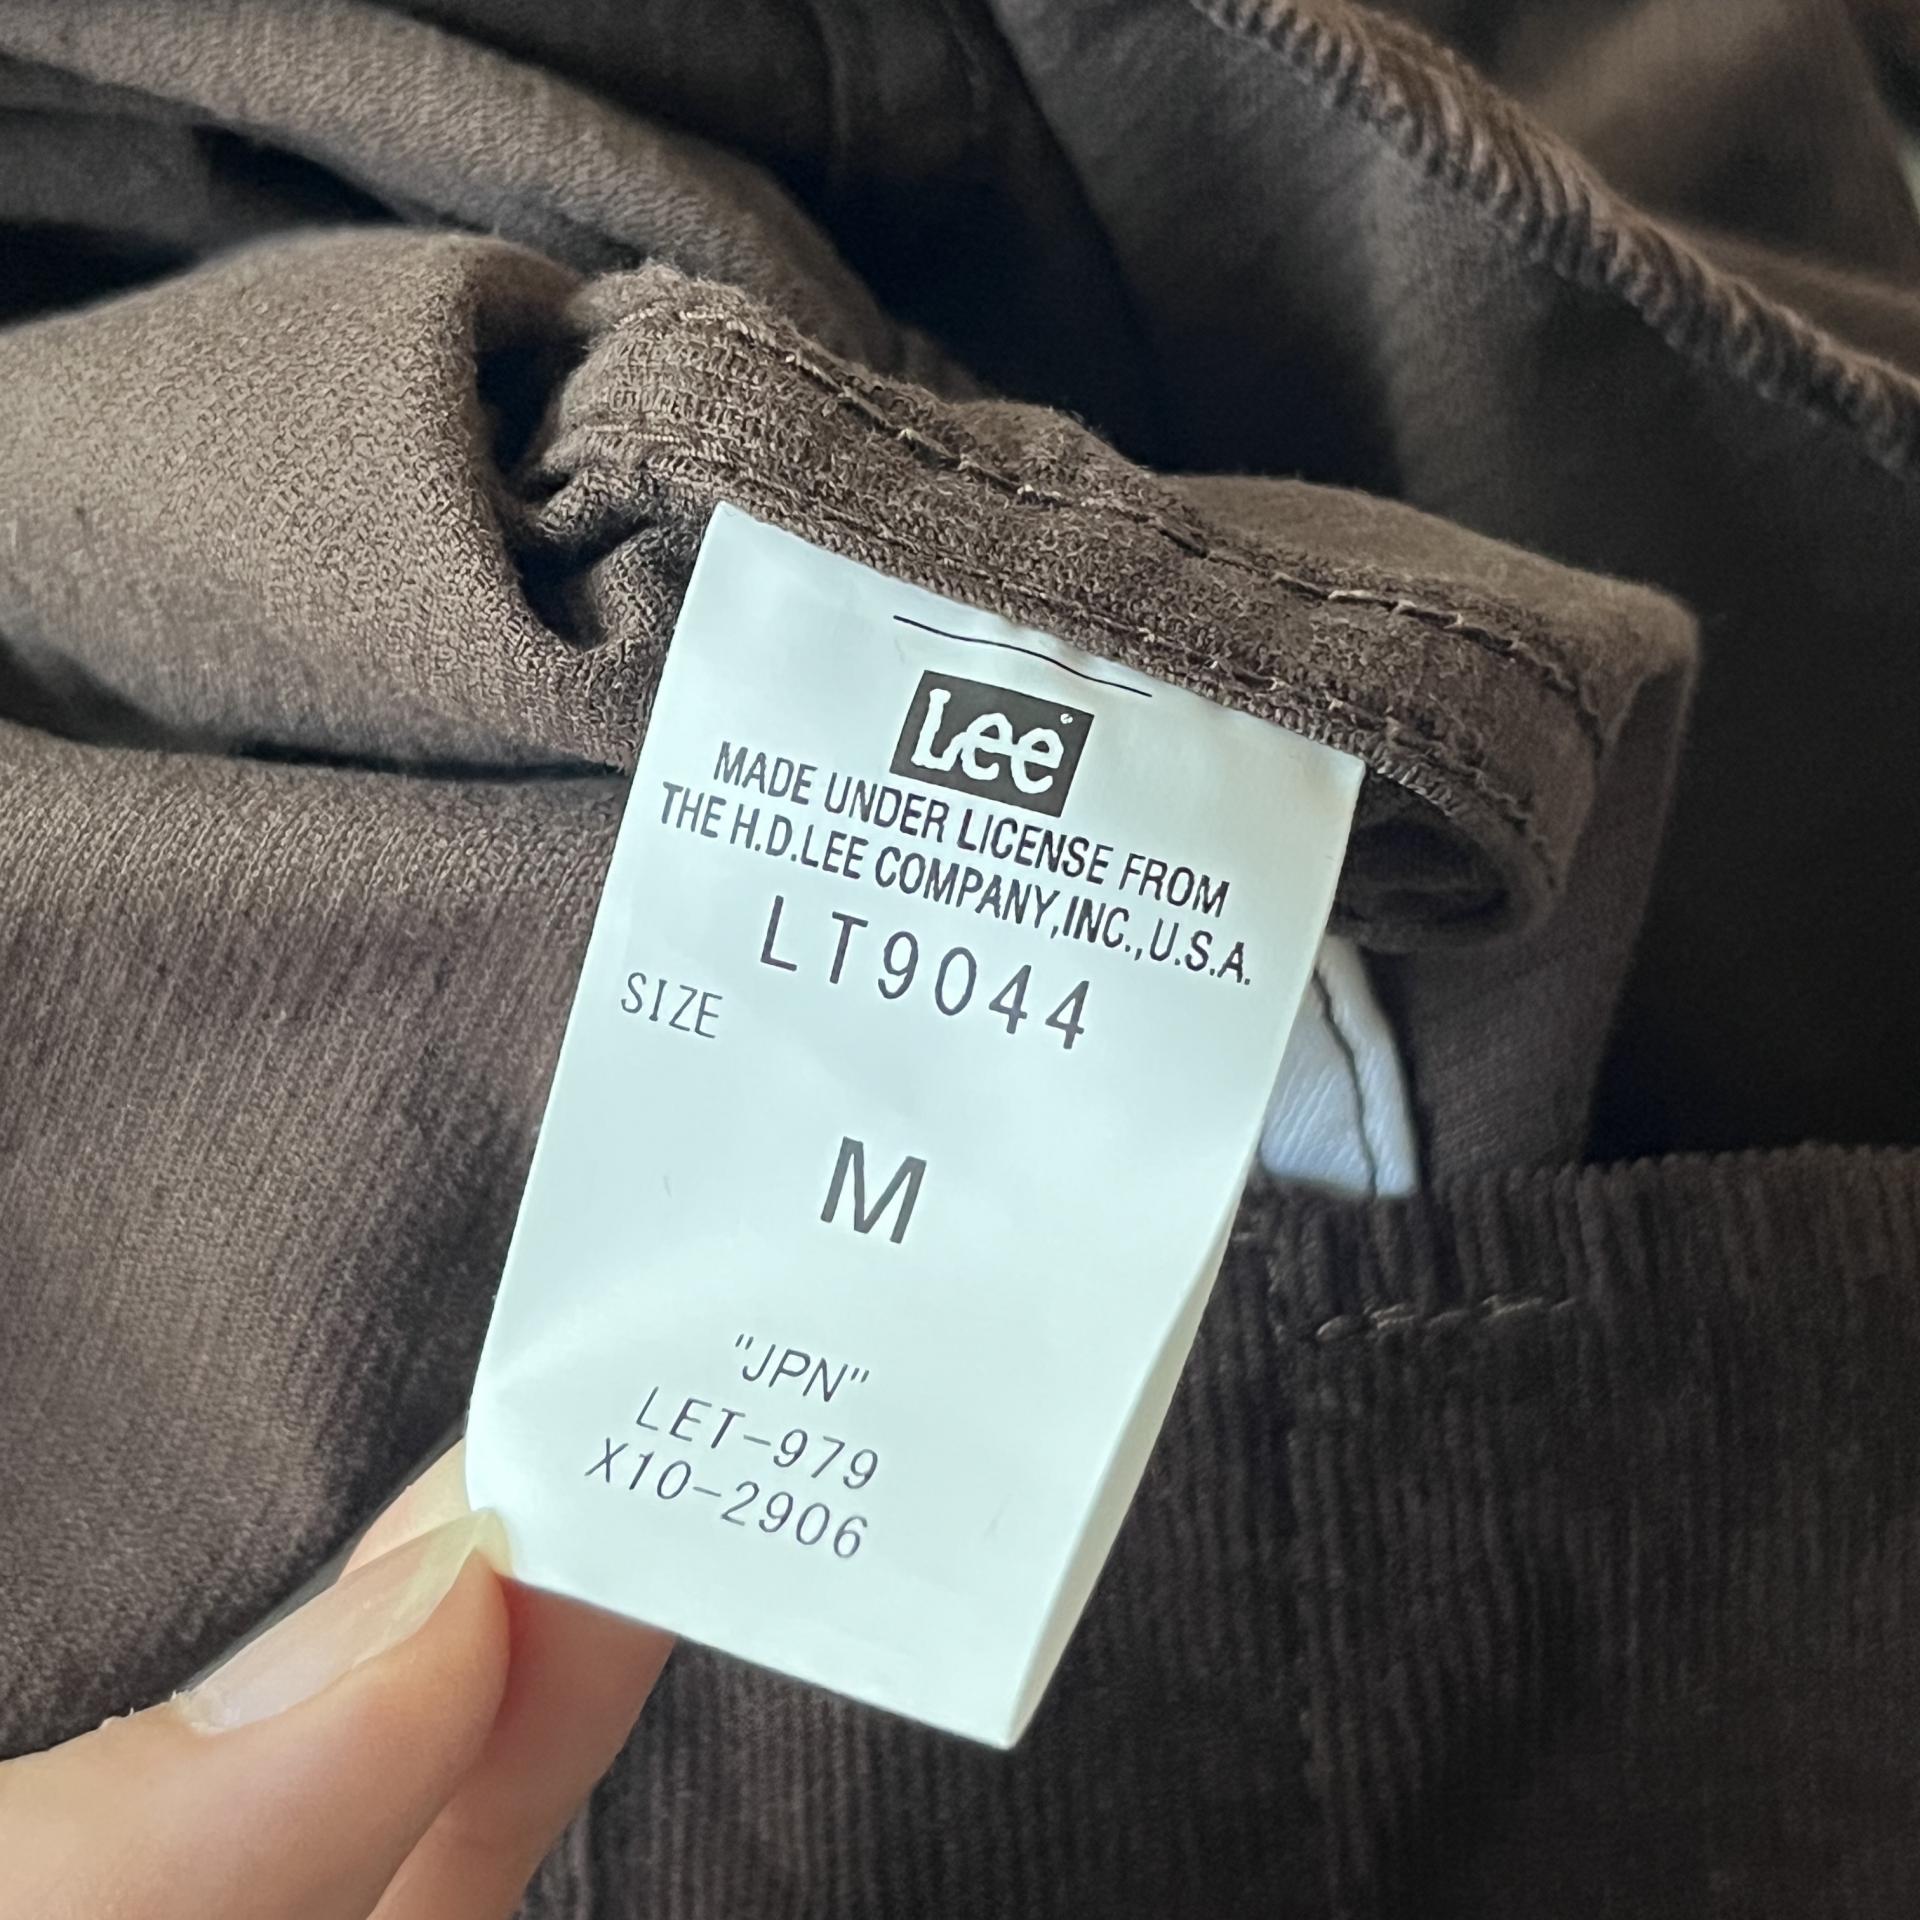 Lee®
MADE UNDER LICENSE FROM
THE H.D.LEE COMPANY,INC.,U.S.A.
LT9044
SIZE
M
"JPN"
LET-979
X10-2906